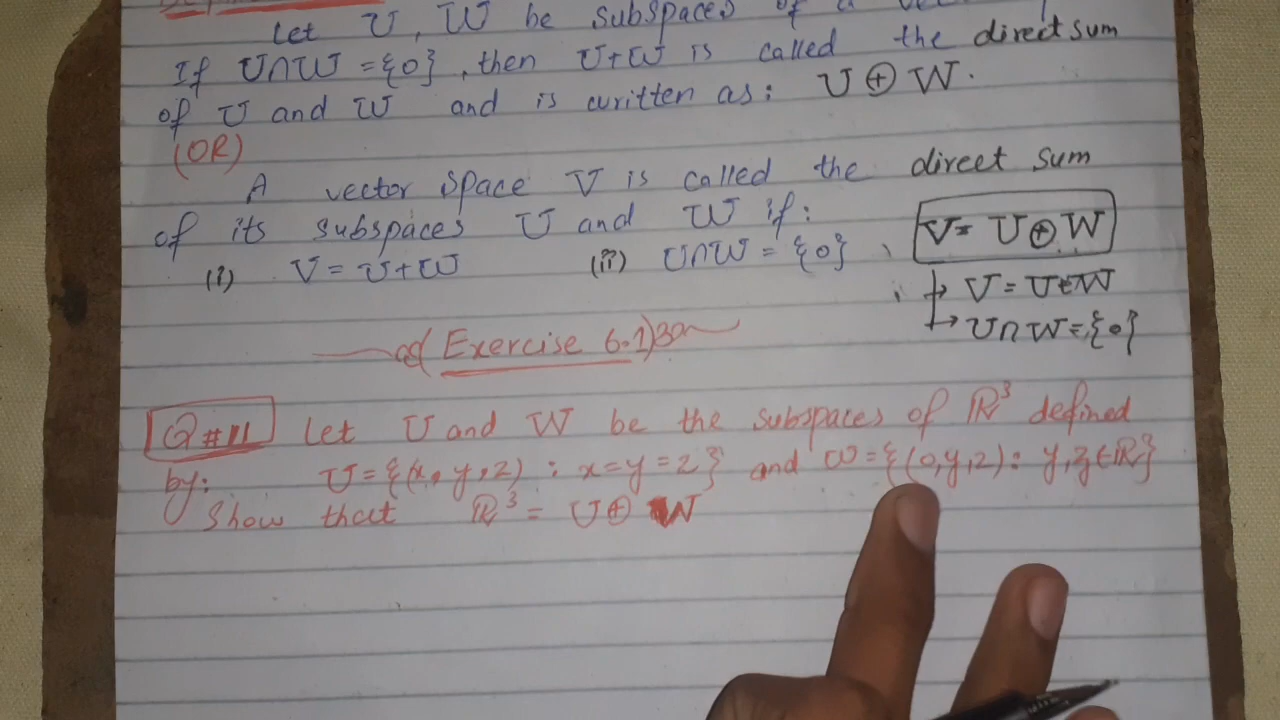 Let U, W be subspaces of a
If U∩W = {0}, then U+W is called the direct sum
of U and W and is written as: U ⊕ W.
(OR)
A vector space V is called the direct sum
of its subspaces U and W if:
(i) V = U+W (ii) U∩W = {0}
V = U⊕W
→ V = U+W
→ U∩W = {0}
Exercise 6.1
Q#11 Let U and W be the subspaces of ℝ³ defined
by: U = {(x, y, z) : x=y=z} and W = {(0,y,z): y,z∈ℝ}
Show that ℝ³ = U⊕W